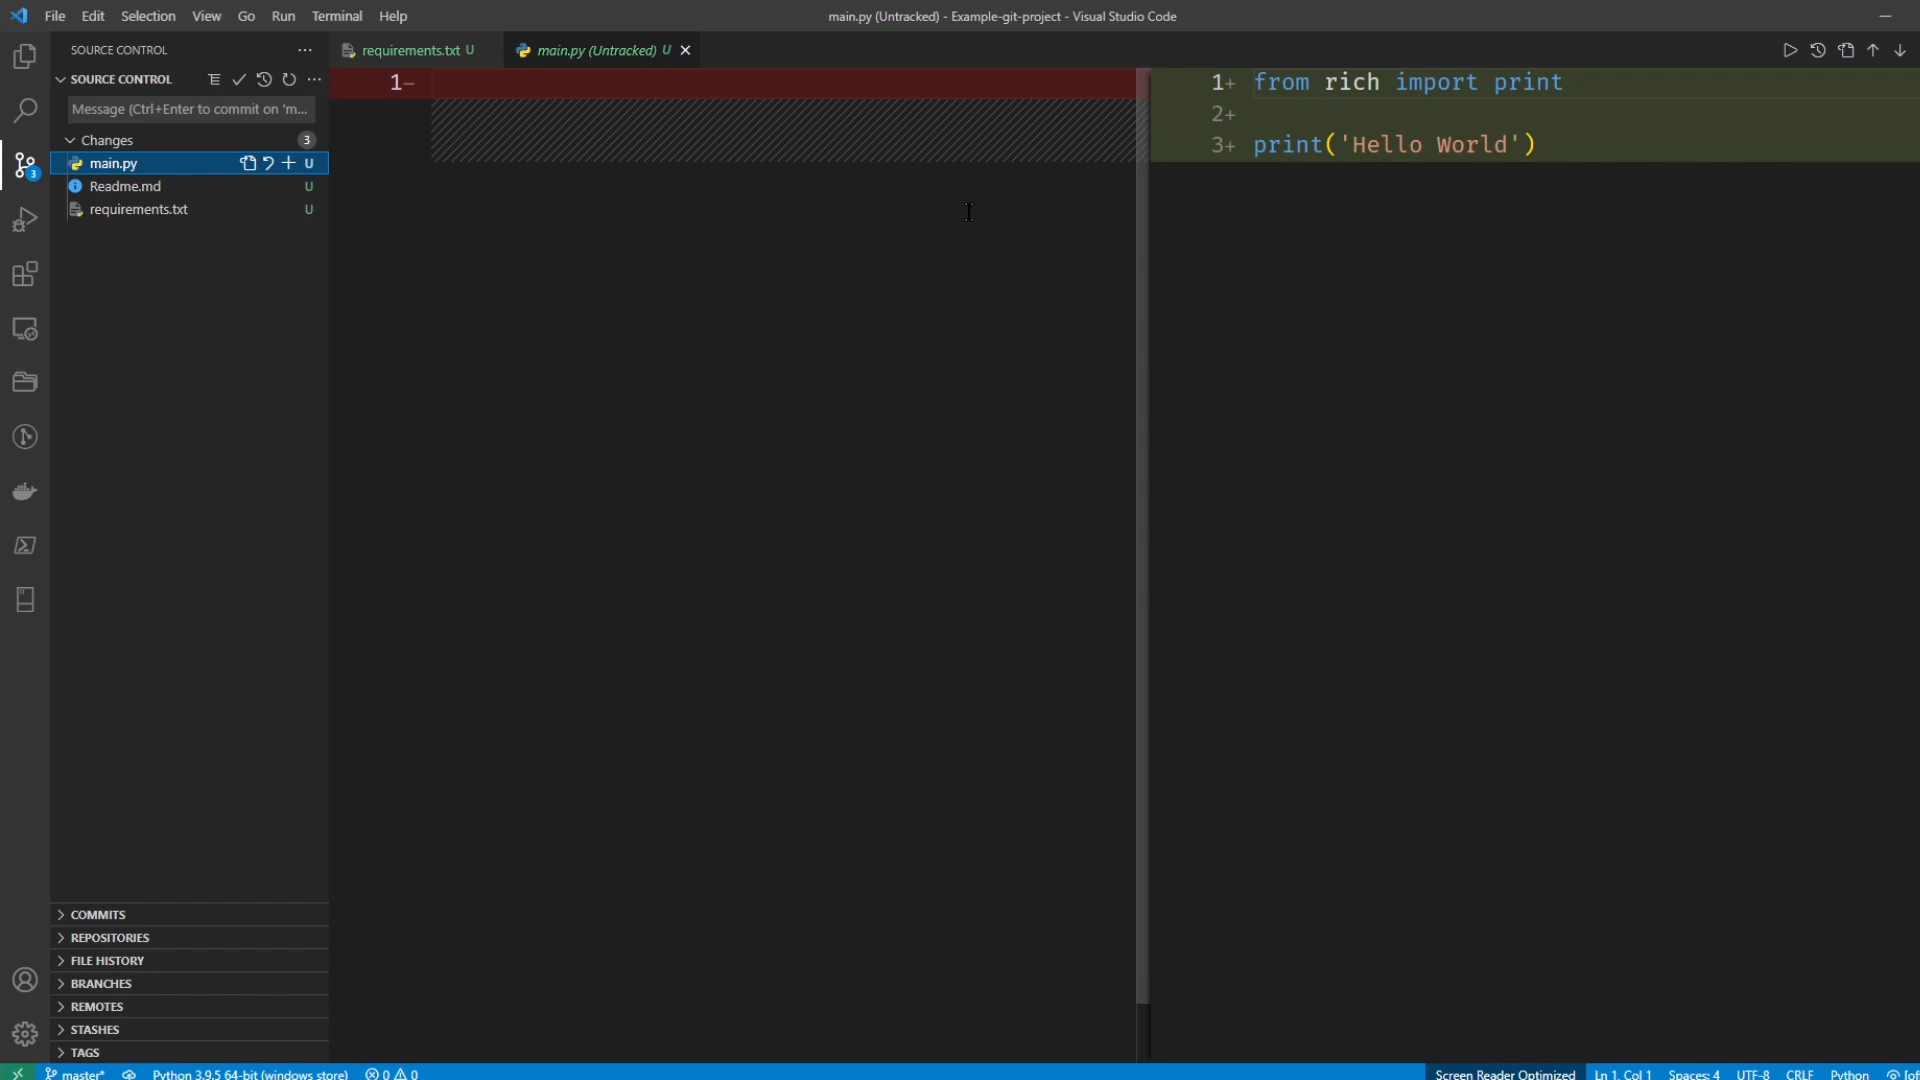 File Edit Selection View Go Run Terminal Help
main.py (Untracked) - Example-git-project - Visual Studio Code
SOURCE CONTROL
requirements.txt U
main.py (Untracked) U
SOURCE CONTROL
Message (Ctrl+Enter to commit on 'm...
Changes 3
main.py U
Readme.md U
requirements.txt U
3
1-
1+ from rich import print
2+
3+ print('Hello World')
COMMITS
REPOSITORIES
FILE HISTORY
BRANCHES
REMOTES
STASHES
TAGS
master* Python 3.9.5 64-bit (windows store) 0 0 Screen Reader Optimized Ln 1, Col 1 Spaces: 4 UTF-8 CRLF Python [of